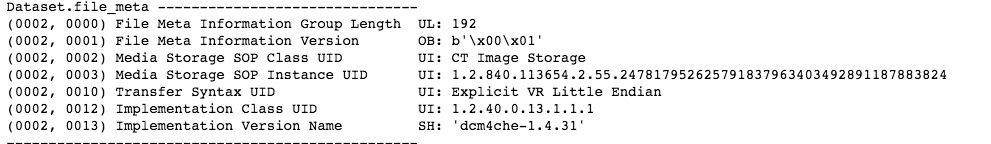 Dataset.file_meta -------------------------------
(0002, 0000) File Meta Information Group Length  UL: 192
(0002, 0001) File Meta Information Version       OB: b'\x00\x01'
(0002, 0002) Media Storage SOP Class UID         UI: CT Image Storage
(0002, 0003) Media Storage SOP Instance UID      UI: 1.2.840.113654.2.55.247817952625791837963403492891187883824
(0002, 0010) Transfer Syntax UID                 UI: Explicit VR Little Endian
(0002, 0012) Implementation Class UID            UI: 1.2.40.0.13.1.1.1
(0002, 0013) Implementation Version Name         SH: 'dcm4che-1.4.31'
-------------------------------------------------